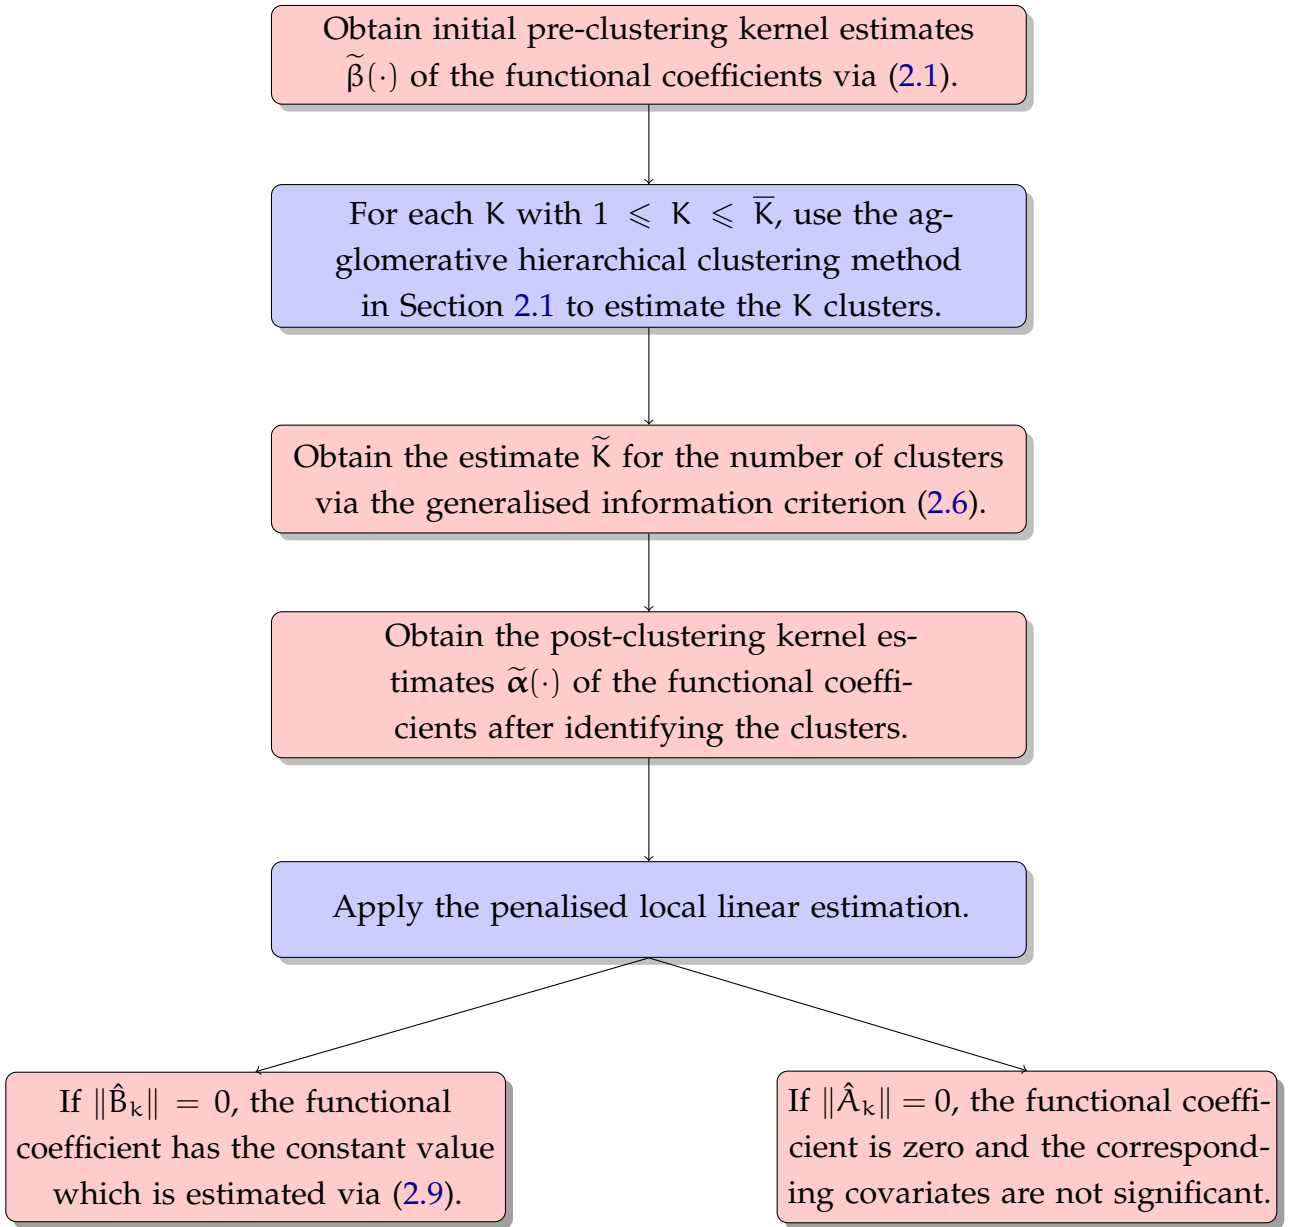 Obtain initial pre-clustering kernel estimates
β̃(·) of the functional coefficients via (2.1).
For each K with 1 ⩽ K ⩽ K̅, use the ag-
glomerative hierarchical clustering method
in Section 2.1 to estimate the K clusters.
Obtain the estimate K̃ for the number of clusters
via the generalised information criterion (2.6).
Obtain the post-clustering kernel es-
timates α̃(·) of the functional coeffi-
cients after identifying the clusters.
Apply the penalised local linear estimation.
If ‖B̂ₖ‖ = 0, the functional
coefficient has the constant value
which is estimated via (2.9).
If ‖Âₖ‖ = 0, the functional coeffi-
cient is zero and the correspond-
ing covariates are not significant.